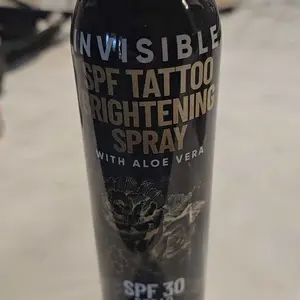 INVISIBLE
SPF TATTOO
BRIGHTENING
SPRAY
WITH ALOE VERA
SPF 30